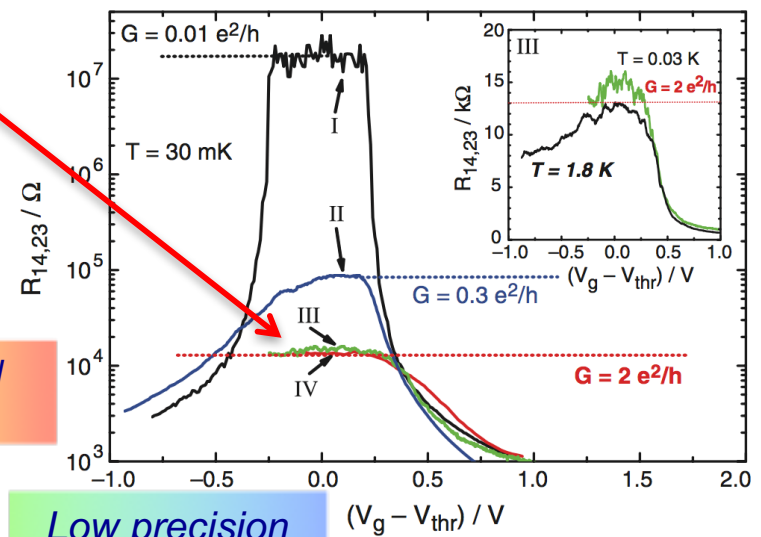 G = 0.01 e²/h
10⁷
I
T = 30 mK
10⁶
II
10⁵
G = 0.3 e²/h
III
10⁴
IV
G = 2 e²/h
10³
R₁₄,₂₃ / Ω
−1.0 −0.5 0.0 0.5 1.0 1.5 2.0
(Vg − Vthr) / V
III
20
T = 0.03 K
15
G = 2 e²/h
10
T = 1.8 K
5
0
R₁₄,₂₃ / kΩ
−1.0 −0.5 0.0 0.5 1.0
(Vg − Vthr) / V
Low precision